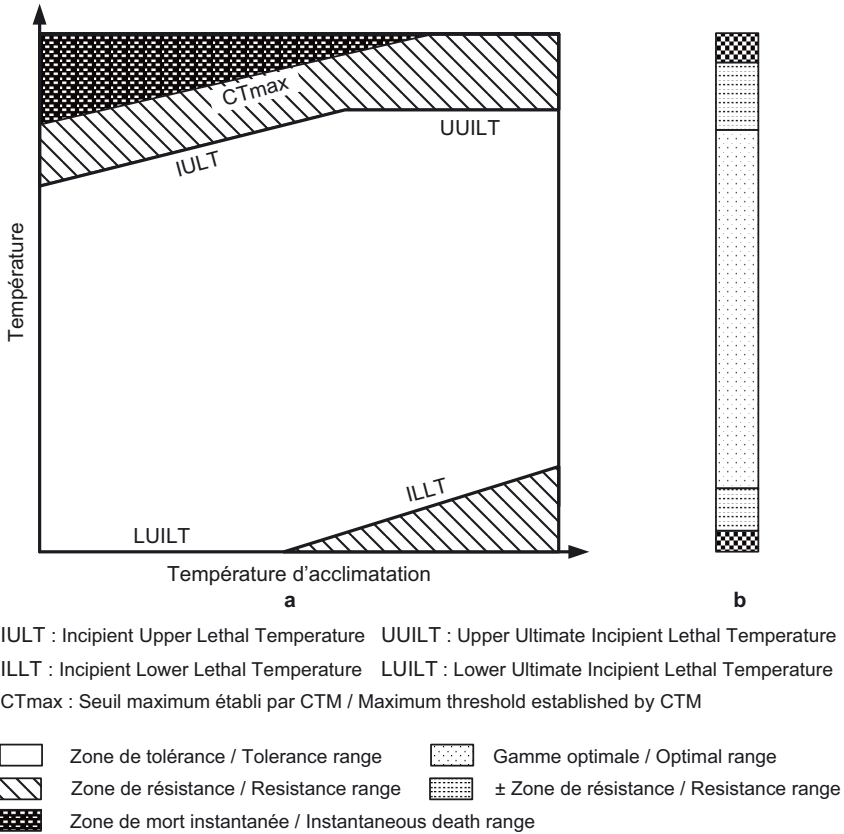 CTmax
UUILT
IULT
Température
ILLT
LUILT
Température d'acclimatation
a
b
IULT : Incipient Upper Lethal Temperature UUILT : Upper Ultimate Incipient Lethal Temperature
ILLT : Incipient Lower Lethal Temperature LUILT : Lower Ultimate Incipient Lethal Temperature
CTmax : Seuil maximum établi par CTM / Maximum threshold established by CTM
Zone de tolérance / Tolerance range Gamme optimale / Optimal range
Zone de résistance / Resistance range ± Zone de résistance / Resistance range
Zone de mort instantanée / Instantaneous death range